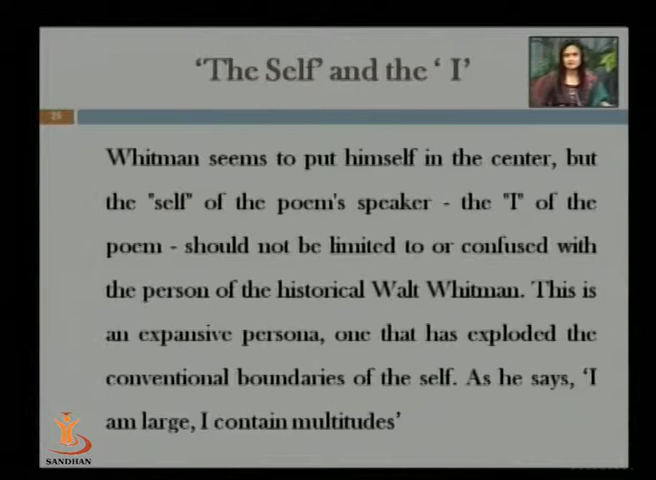 'The Self' and the ' I'
25
Whitman seems to put himself in the center, but
the "self" of the poem's speaker - the "I" of the
poem - should not be limited to or confused with
the person of the historical Walt Whitman. This is
an expansive persona, one that has exploded the
conventional boundaries of the self. As he says, 'I
am large, I contain multitudes'
SANDHAN